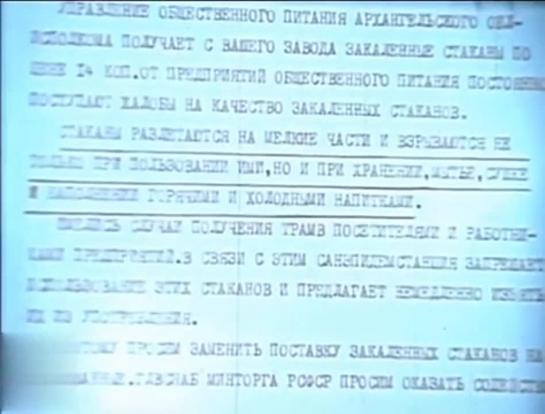 УПРАВЛЕНИЕ ОБЩЕСТВЕННОГО ПИТАНИЯ АРХАНГЕЛЬСКОГО ОБЛ-
ИСПОЛКОМА ПОЛУЧАЕТ С ВАШЕГО ЗАВОДА ЗАКАЛЕННЫЕ СТАКАНЫ ПО
ЦЕНЕ 14 КОП.ОТ ПРЕДПРИЯТИЙ ОБЩЕСТВЕННОГО ПИТАНИЯ ПОСТОЯННО
ПОСТУПАЮТ ЖАЛОБЫ НА КАЧЕСТВО ЗАКАЛЕННЫХ СТАКАНОВ.
СТАКАНЫ РАЗЛЕТАЮТСЯ НА МЕЛКИЕ ЧАСТИ И ВЗРЫВАЮТСЯ НЕ
ТОЛЬКО ПРИ ПОЛЬЗОВАНИИ ИМИ,НО И ПРИ ХРАНЕНИИ,МЫТЬЕ,СУШКЕ
И НАПОЛНЕНИИ ГОРЯЧИМИ И ХОЛОДНЫМИ НАПИТКАМИ.
ИМЕЛИСЬ СЛУЧАИ ПОЛУЧЕНИЯ ТРАМВ ПОСЕТИТЕЛЯМИ И РАБОТНИ-
КАМИ ПРЕДПРИЯТИЙ.В СВЯЗИ С ЭТИМ САНЭПИДЕМСТАНЦИЯ ЗАПРЕЩАЕТ
ИСПОЛЬЗОВАНИЕ ЭТИХ СТАКАНОВ И ПРЕДЛАГАЕТ НЕМЕДЛЕННО ИЗЪЯТЬ
ИХ ИЗ УПОТРЕБЛЕНИЯ.
ПРОСИМ ЗАМЕНИТЬ ПОСТАВКУ ЗАКАЛЕННЫХ СТАКАНОВ НА
ГЛАВСНАБ МИНТОРГА РСФСР ПРОСИМ ОКАЗАТЬ